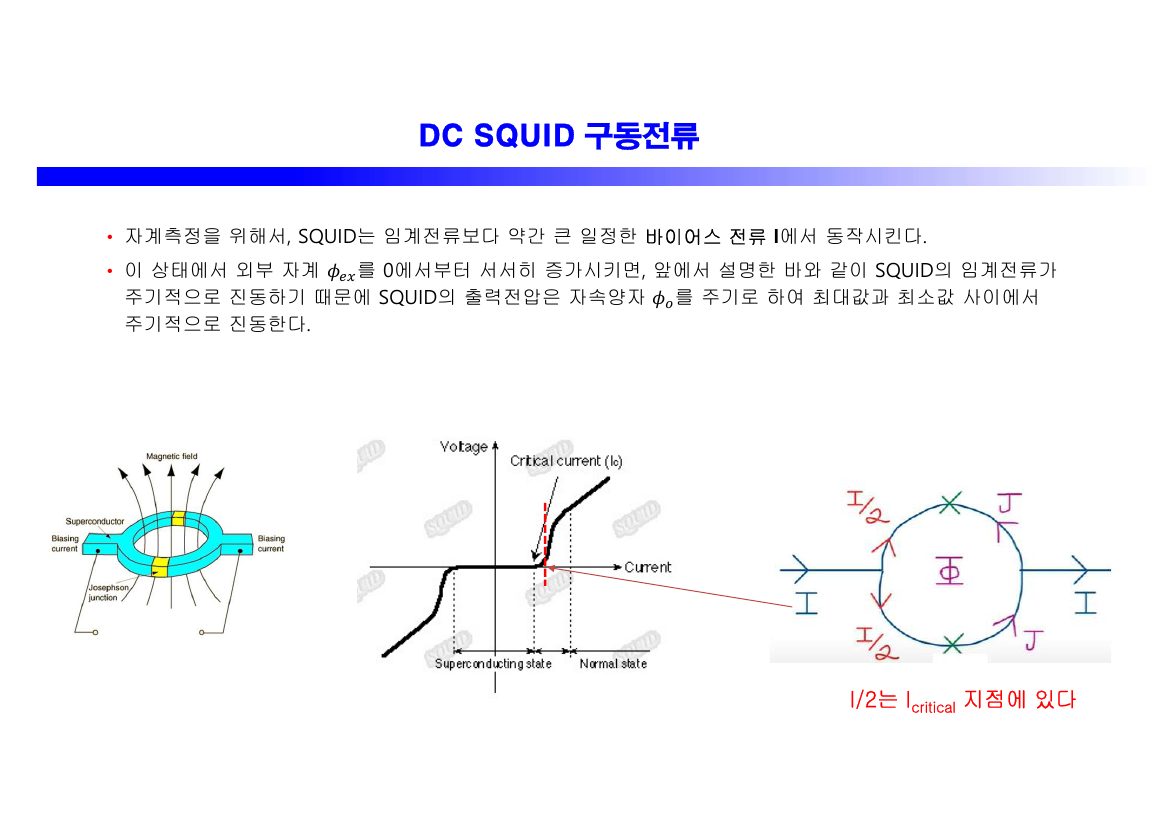 DC SQUID 구동전류
• 자계측정을 위해서, SQUID는 임계전류보다 약간 큰 일정한 바이어스 전류 I에서 동작시킨다.
• 이 상태에서 외부 자계 𝜙ₑₓ를 0에서부터 서서히 증가시키면, 앞에서 설명한 바와 같이 SQUID의 임계전류가
주기적으로 진동하기 때문에 SQUID의 출력전압은 자속양자 𝜙ₒ를 주기로 하여 최대값과 최소값 사이에서
주기적으로 진동한다.
Magnetic field
Superconductor
Biasing
current
Biasing
current
Josephson
junction
Voltage
Critical current (Ic)
Current
Superconducting state
Normal state
SQUID
SQUID
SQUID
SQUID
SQUID
SQUID
SQUID
SQUID
I/2
J
Φ
I
I
I/2
J
I/2는 Icritical 지점에 있다